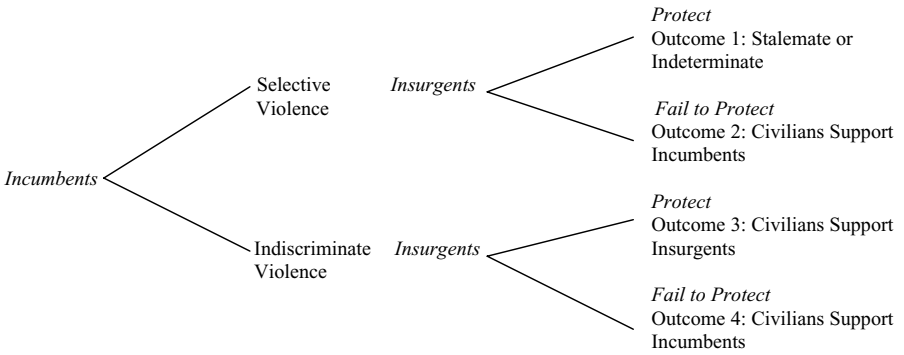 Protect
Outcome 1: Stalemate or
Indeterminate
Selective
Violence
Insurgents
Fail to Protect
Outcome 2: Civilians Support
Incumbents
Incumbents
Protect
Outcome 3: Civilians Support
Insurgents
Indiscriminate
Violence
Insurgents
Fail to Protect
Outcome 4: Civilians Support
Incumbents